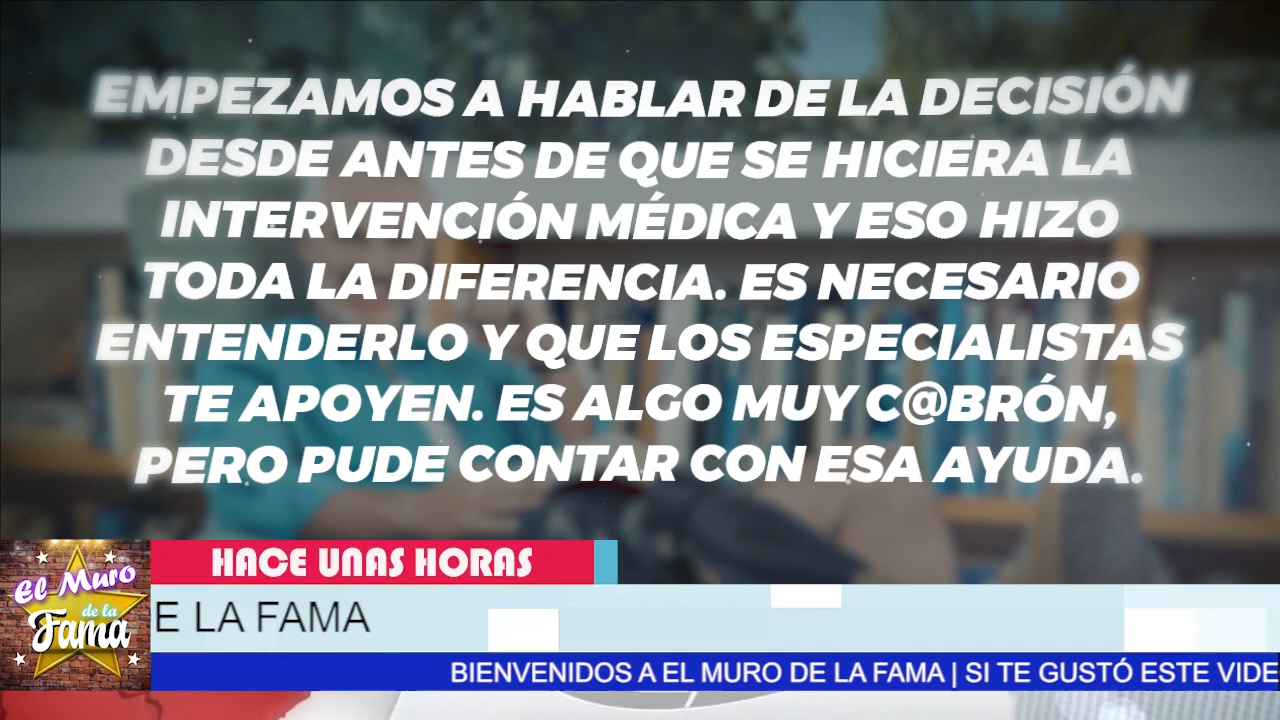 EMPEZAMOS A HABLAR DE LA DECISIÓN
DESDE ANTES DE QUE SE HICIERA LA
INTERVENCIÓN MÉDICA Y ESO HIZO
TODA LA DIFERENCIA. ES NECESARIO
ENTENDERLO Y QUE LOS ESPECIALISTAS
TE APOYEN. ES ALGO MUY C@BRÓN,
PERO PUDE CONTAR CON ESA AYUDA.
HACE UNAS HORAS
El Muro
de la
Fama
E LA FAMA
BIENVENIDOS A EL MURO DE LA FAMA | SI TE GUSTÓ ESTE VIDE